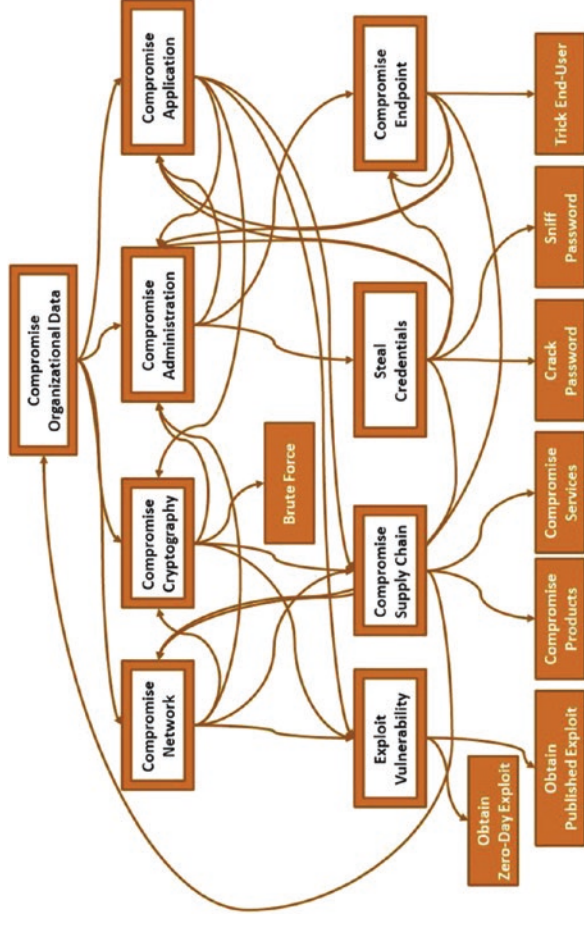 Compromise
Organizational Data
Compromise
Network
Compromise
Cryptography
Compromise
Administration
Compromise
Application
Brute Force
Exploit
Vulnerability
Compromise
Supply Chain
Steal
Credentials
Compromise
Endpoint
Obtain
Zero-Day Exploit
Obtain
Published Exploit
Compromise
Products
Compromise
Services
Crack
Password
Sniff
Password
Trick End-User